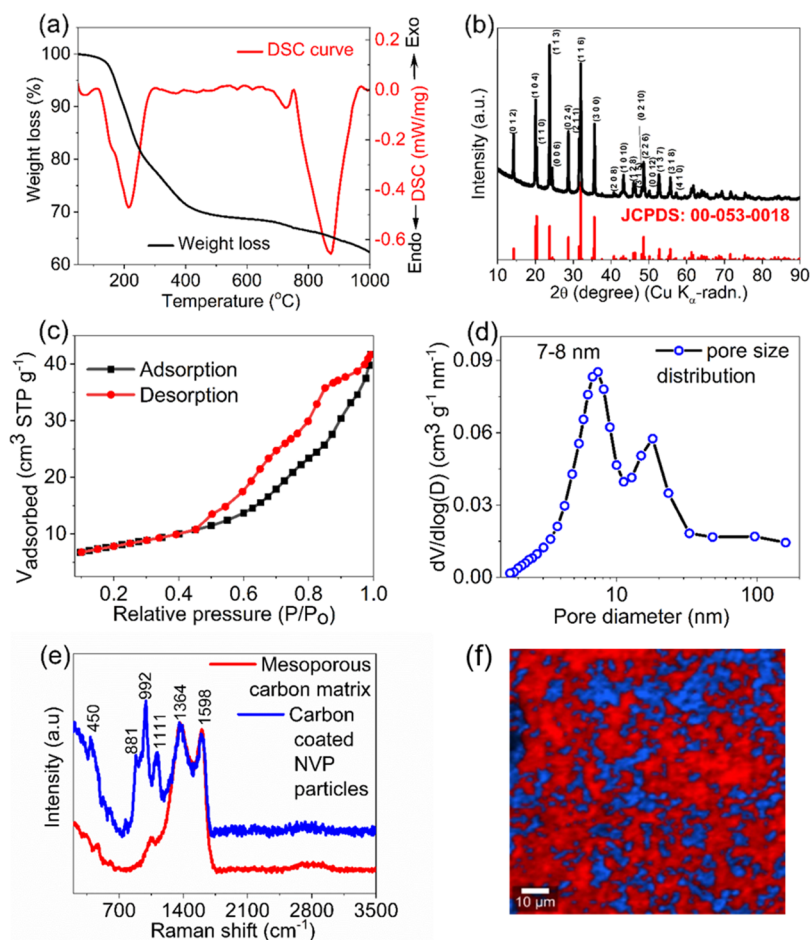 (a)
DSC curve
Weight loss
Weight loss (%)
100
90
80
70
60
200 400 600 800 1000
Temperature (°C)
0.2
0.0
-0.2
-0.4
-0.6
Endo DSC (mW/mg) Exo
(b)
Intensity (a.u.)
(0 1 2)
(1 0 4)
(1 1 0)
(1 1 3)
(0 0 6)
(0 2 4)
(2 1 1)
(1 1 6)
(3 0 0)
(2 0 8)
(1 0 10)
(1 2 8)
(3 1 5)
(0 2 10)
(2 2 6)
(0 0 12)
(1 3 7)
(3 1 8)
(4 1 0)
JCPDS: 00-053-0018
10 20 30 40 50 60 70 80 90
2θ (degree) (Cu Kα-radn.)
(c)
Adsorption
Desorption
Vadsorbed (cm3 STP g-1)
40
30
20
10
0.2 0.4 0.6 0.8 1.0
Relative pressure (P/Po)
(d)
7-8 nm
pore size
distribution
dV/dlog(D) (cm3 g-1 nm-1)
0.09
0.06
0.03
0.00
10 100
Pore diameter (nm)
(e)
Mesoporous
carbon matrix
Carbon
coated
NVP
particles
450
881
992
1111
1364
1598
Intensity (a.u)
700 1400 2100 2800 3500
Raman shift (cm-1)
(f)
10 µm